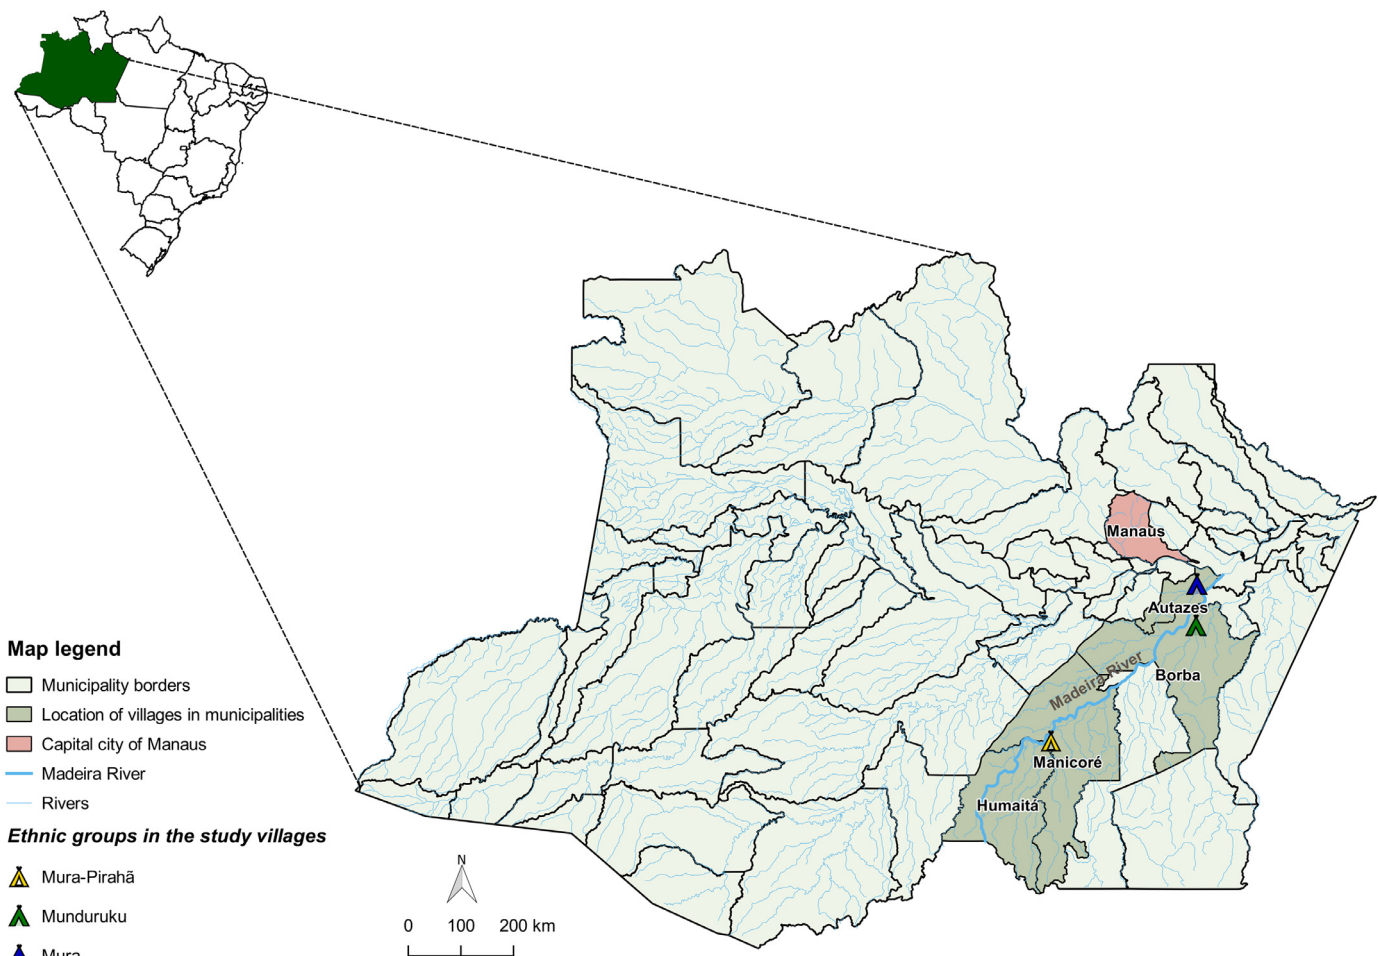 Manaus
Autazes
Borba
Madeira River
Manicoré
Humaitá
Map legend
Municipality borders
Location of villages in municipalities
Capital city of Manaus
Madeira River
Rivers
Ethnic groups in the study villages
Mura-Pirahã
Munduruku
Mura
N
0 100 200 km